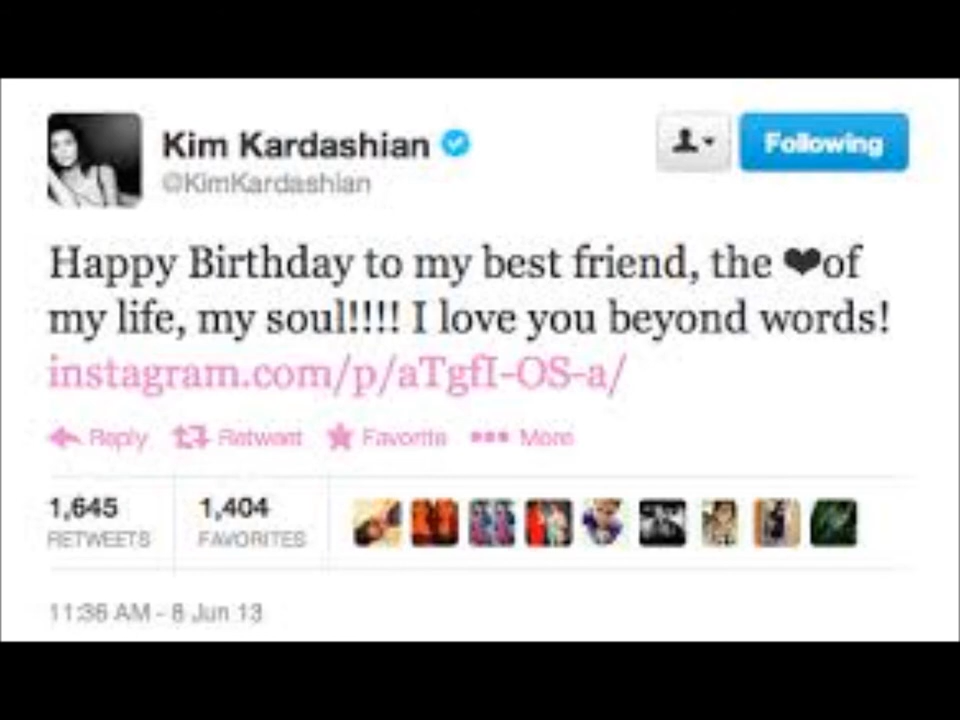 Kim Kardashian
@KimKardashian
Following
Happy Birthday to my best friend, the ❤of
my life, my soul!!!! I love you beyond words!
instagram.com/p/aTgfI-OS-a/
Reply Retweet Favorite More
1,645 1,404
RETWEETS FAVORITES
11:36 AM - 8 Jun 13